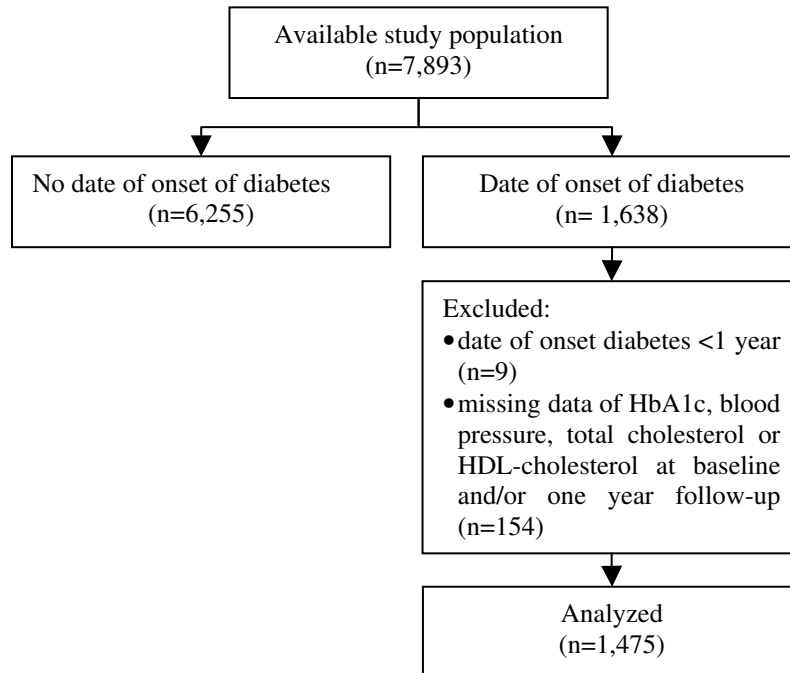 Available study population
(n=7,893)
No date of onset of diabetes
(n=6,255)
Date of onset of diabetes
(n= 1,638)
Excluded:
•date of onset diabetes <1 year
(n=9)
•missing data of HbA1c, blood
pressure, total cholesterol or
HDL-cholesterol at baseline
and/or one year follow-up
(n=154)
Analyzed
(n=1,475)